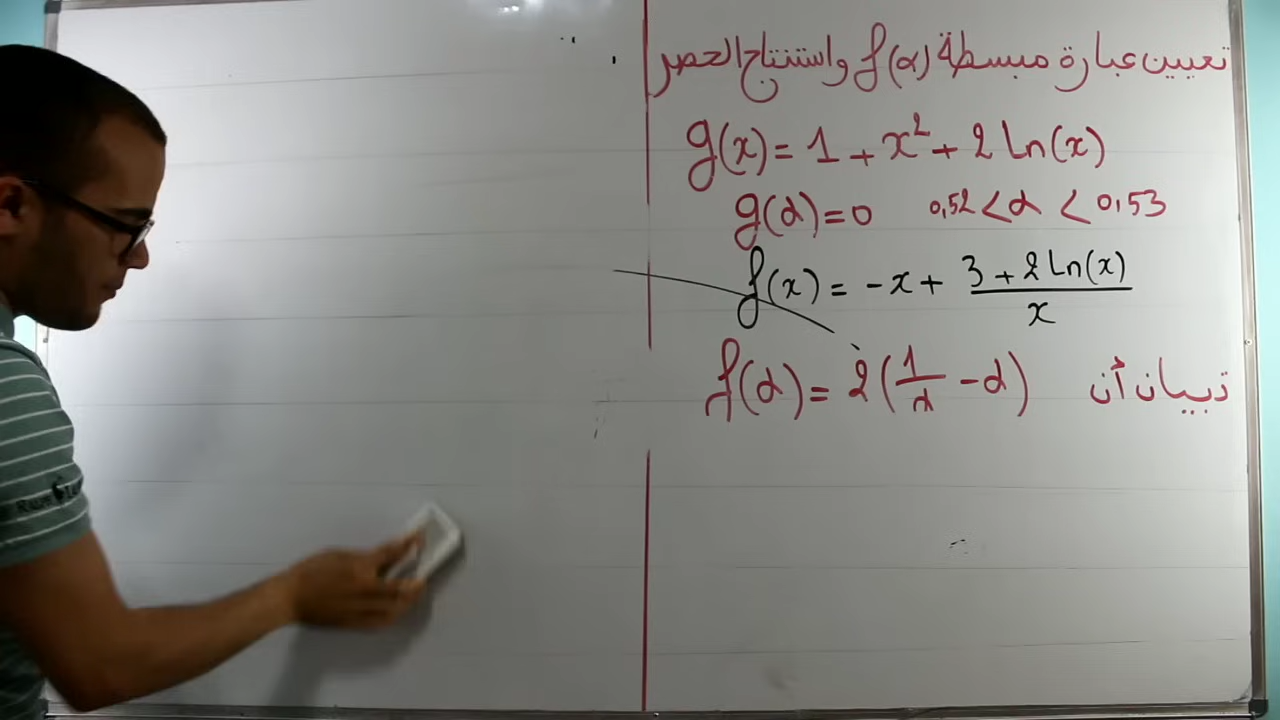 تعيين عبارة مبسطة f(α) واستنتاج الحصر
g(x) = 1 + x² + 2 Ln(x)
g(α) = 0 0,52 < α < 0,53
f(x) = -x + (3 + 2 Ln(x))/x
تبيان أن f(α) = 2(1/α - α)